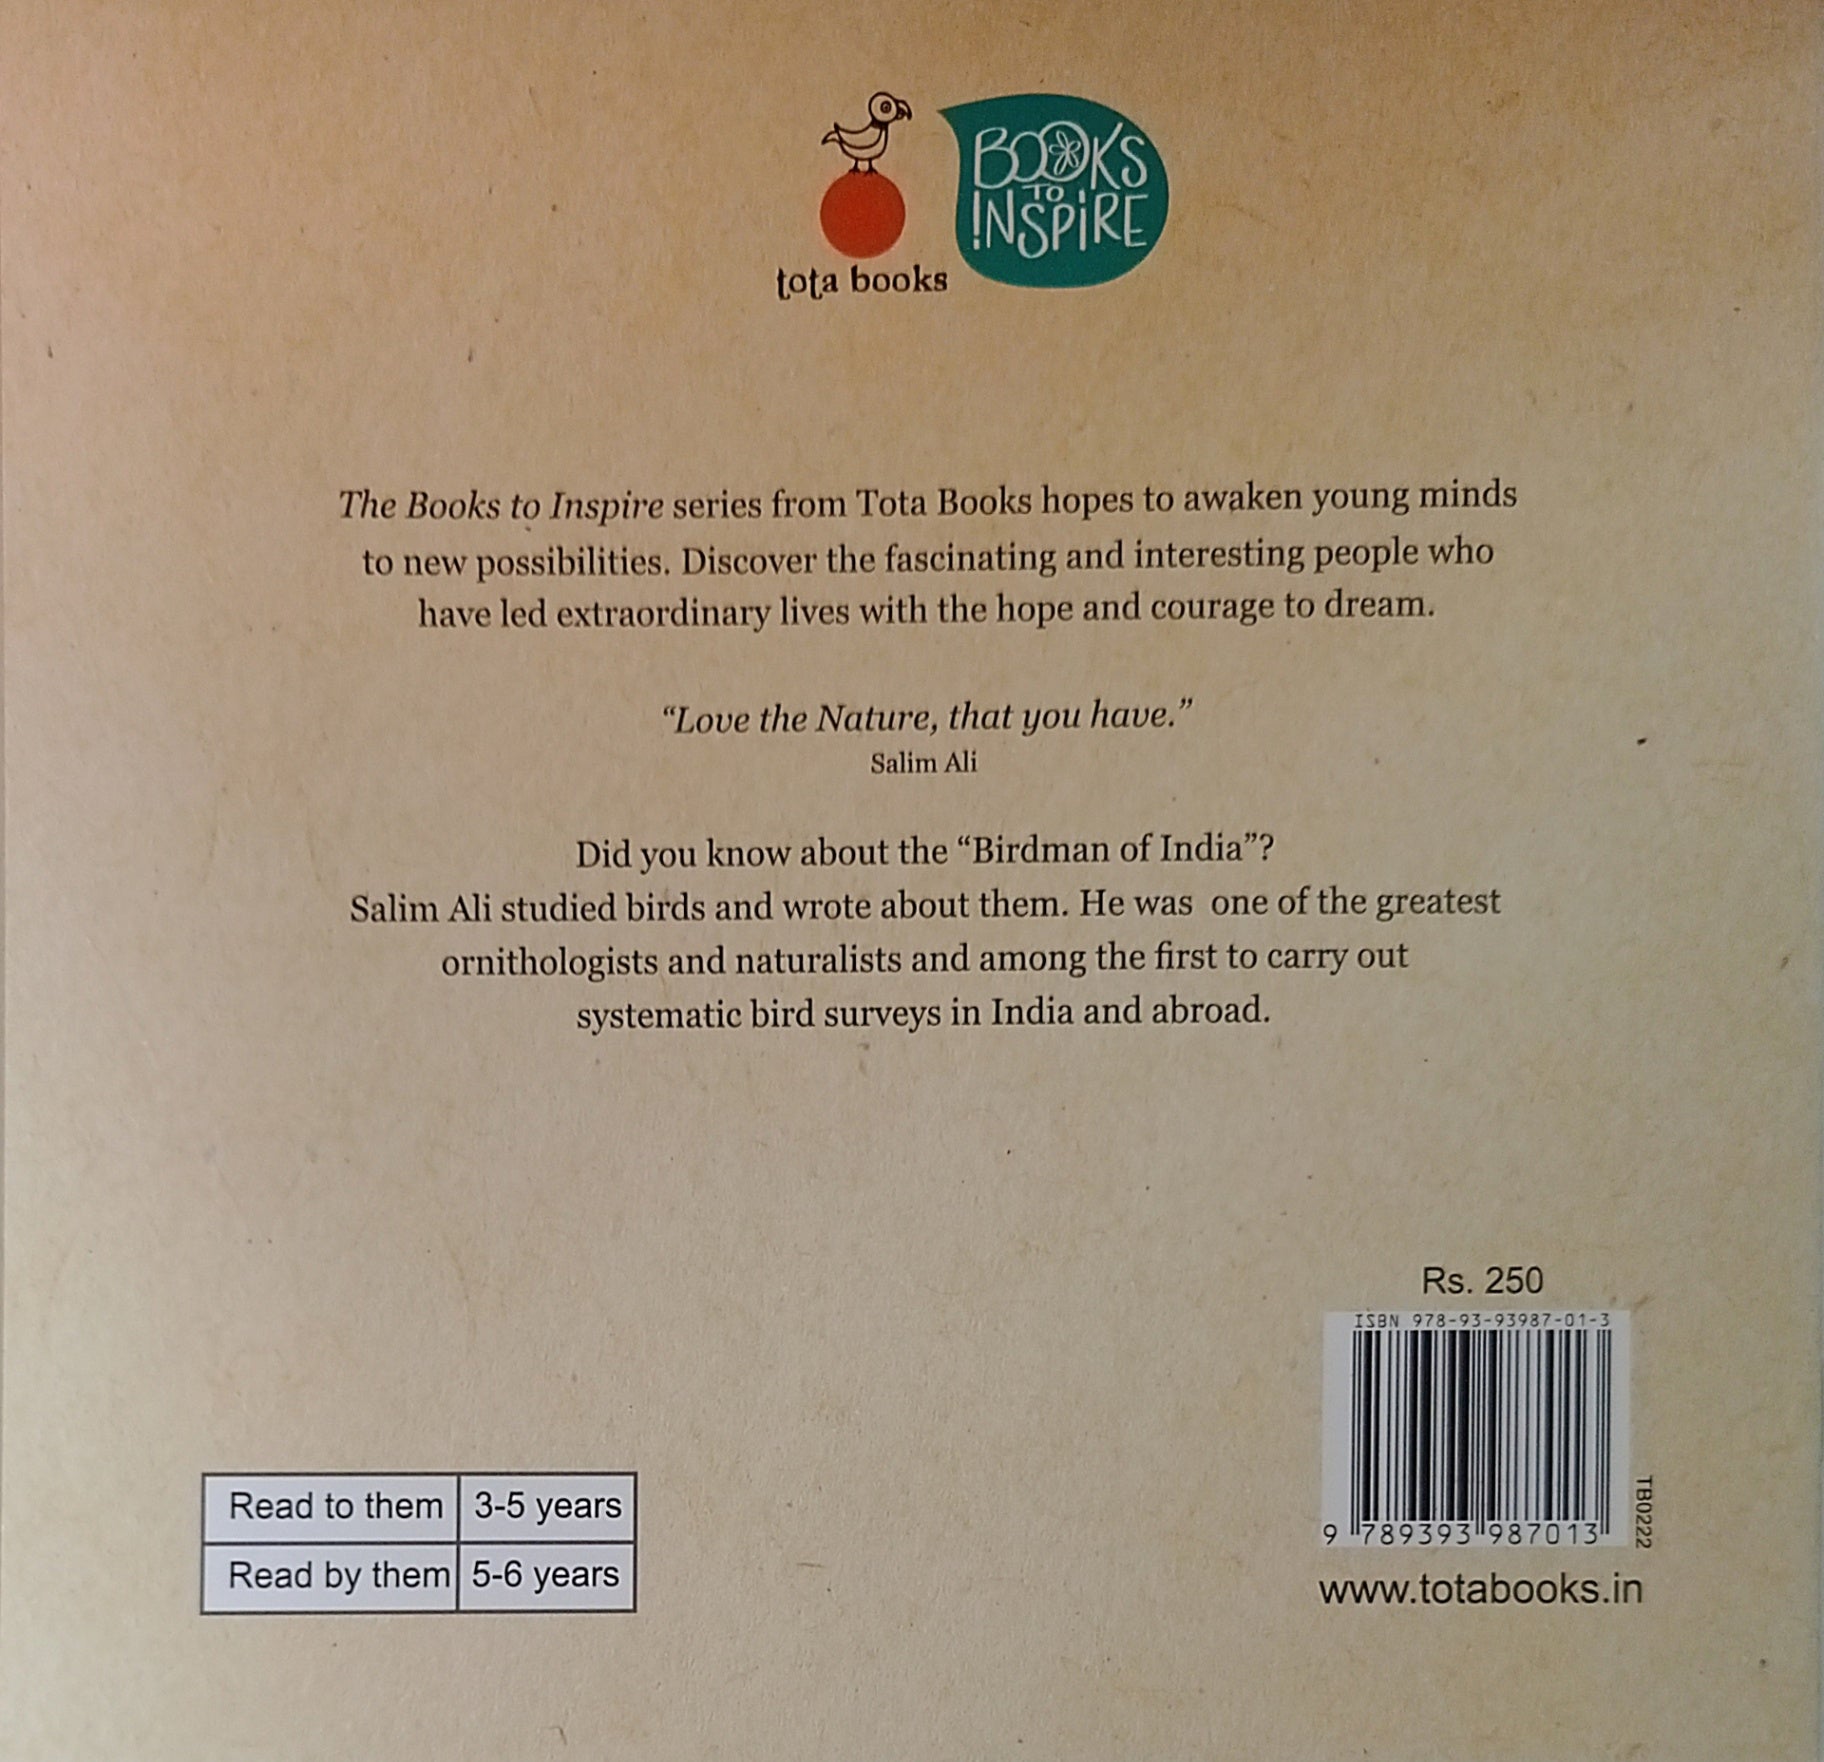 BOOKS
TO
INSPIRE
tota books
The Books to Inspire series from Tota Books hopes to awaken young minds
to new possibilities. Discover the fascinating and interesting people who
have led extraordinary lives with the hope and courage to dream.
“Love the Nature, that you have.”
Salim Ali
Did you know about the “Birdman of India”?
Salim Ali studied birds and wrote about them. He was one of the greatest
ornithologists and naturalists and among the first to carry out
systematic bird surveys in India and abroad.
Rs. 250
ISBN 978-93-93987-01-3
9 789393 987013
TB0222
www.totabooks.in
Read to them 3-5 years
Read by them 5-6 years